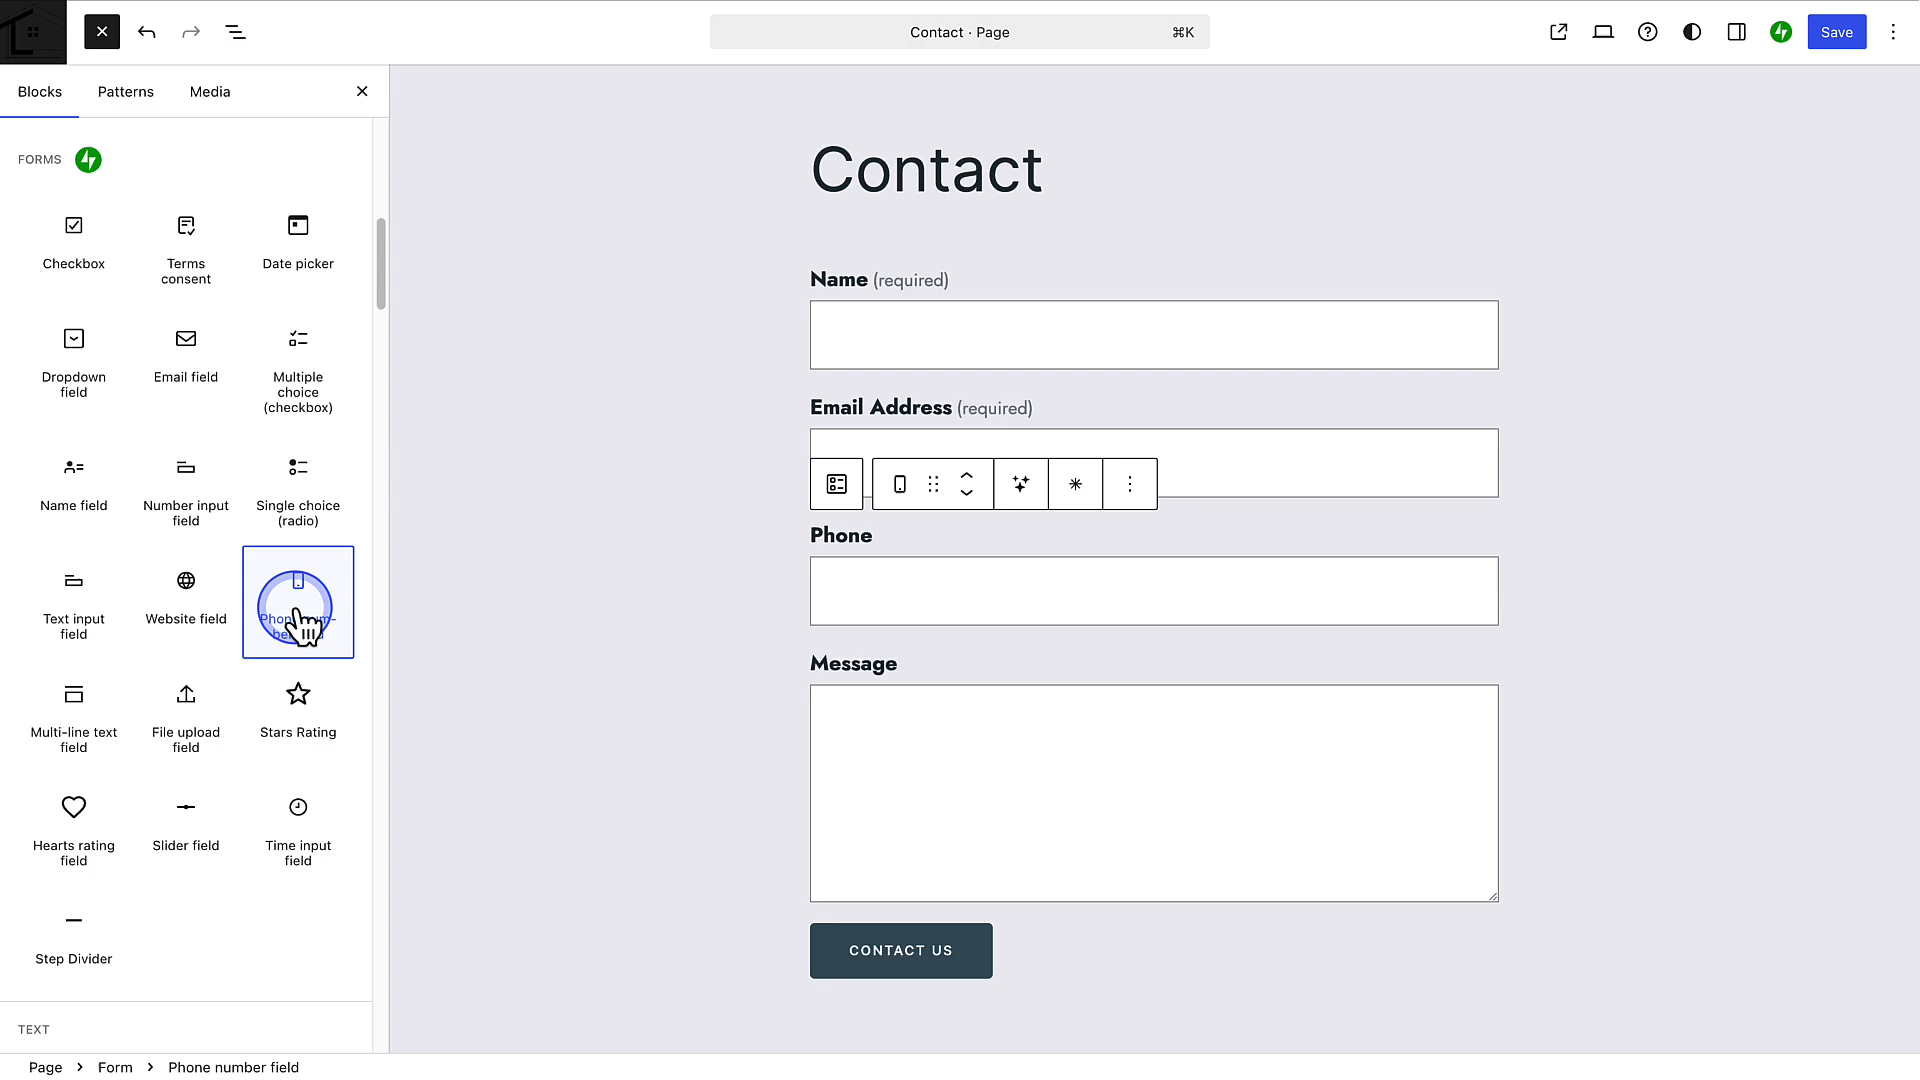 Contact · Page
⌘K
Save
Blocks
Patterns
Media
FORMS
Checkbox
Terms
consent
Date picker
Dropdown
field
Email field
Multiple
choice
(checkbox)
Name field
Number input
field
Single choice
(radio)
Text input
field
Website field
Multi-line text
field
File upload
field
Stars Rating
Hearts rating
field
Slider field
Time input
field
Step Divider
TEXT
Contact
Name (required)
Email Address (required)
Phone
Message
CONTACT US
Page > Form > Phone number field